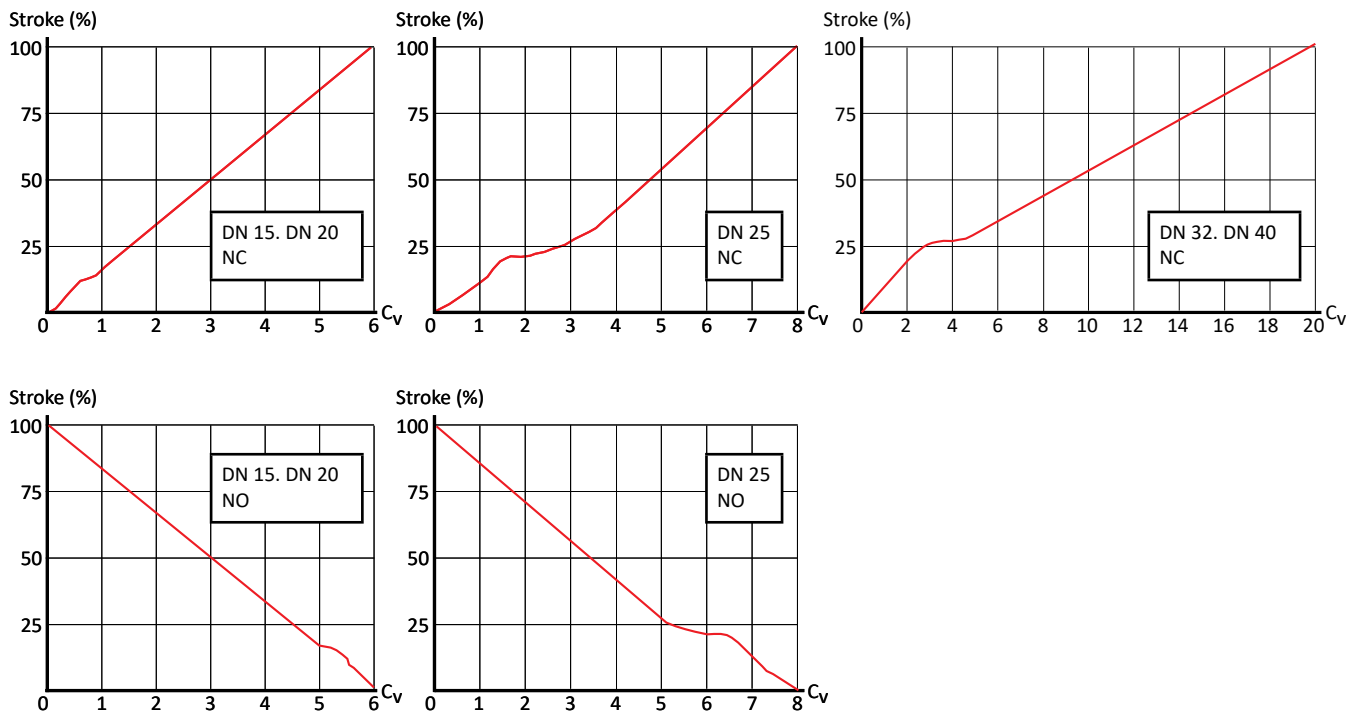 Stroke (%)
100
75
50
25
0 1 2 3 4 5 6 Cv
DN 15. DN 20
NC
Stroke (%)
100
75
50
25
0 1 2 3 4 5 6 7 8 Cv
DN 25
NC
Stroke (%)
100
75
50
25
0 2 4 6 8 10 12 14 16 18 20 Cv
DN 32. DN 40
NC
Stroke (%)
100
75
50
25
0 1 2 3 4 5 6 Cv
DN 15. DN 20
NO
Stroke (%)
100
75
50
25
0 1 2 3 4 5 6 7 8 Cv
DN 25
NO